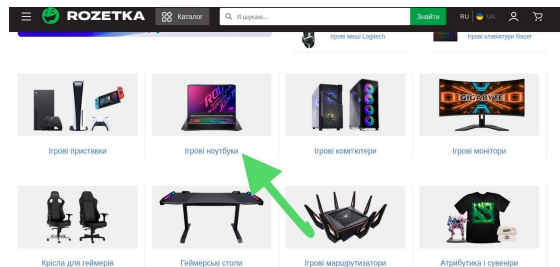 ROZETKA
Каталог
Я шукаю...
Знайти
RU | UA
Ігрові миші Logitech
Ігрові клавіатури Razer
GIGABYTE
Ігрові приставки
Ігрові ноутбуки
Ігрові комп'ютери
Ігрові монітори
Крісла для геймерів
Геймерські столи
Ігрові маршрутизатори
Атрибутика і сувеніри